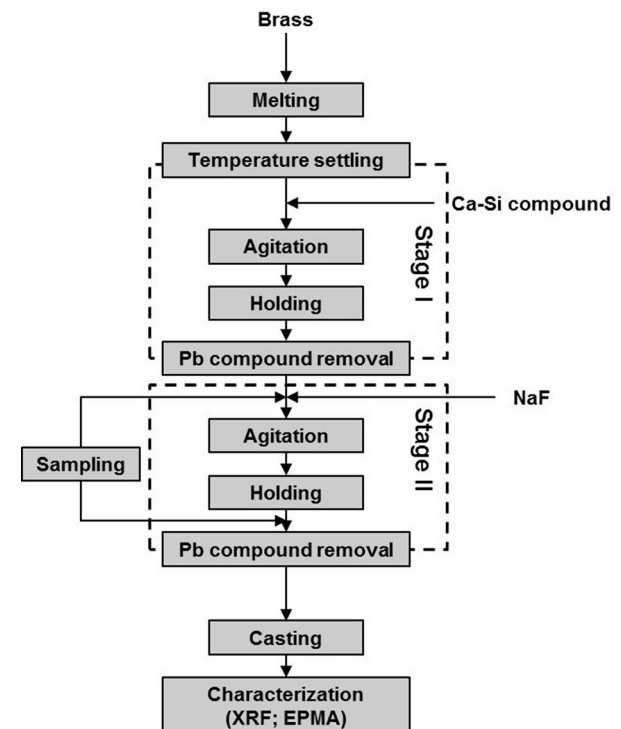 Brass
Melting
Temperature settling
Ca-Si compound
Agitation
Stage I
Holding
Pb compound removal
NaF
Agitation
Stage II
Sampling
Holding
Pb compound removal
Casting
Characterization
(XRF; EPMA)